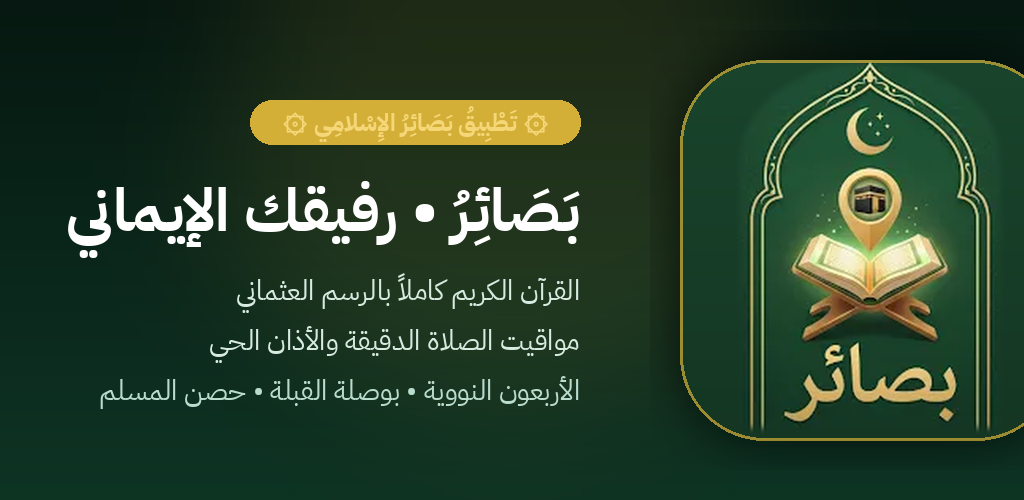 ۞ تَطْبِيقُ بَصَائِرُ الإِسْلَامِي ۞
بَصَائِرُ • رفيقك الإيماني
القرآن الكريم كاملاً بالرسم العثماني
مواقيت الصلاة الدقيقة والأذان الحي
الأربعون النووية • بوصلة القبلة • حصن المسلم
بصائر